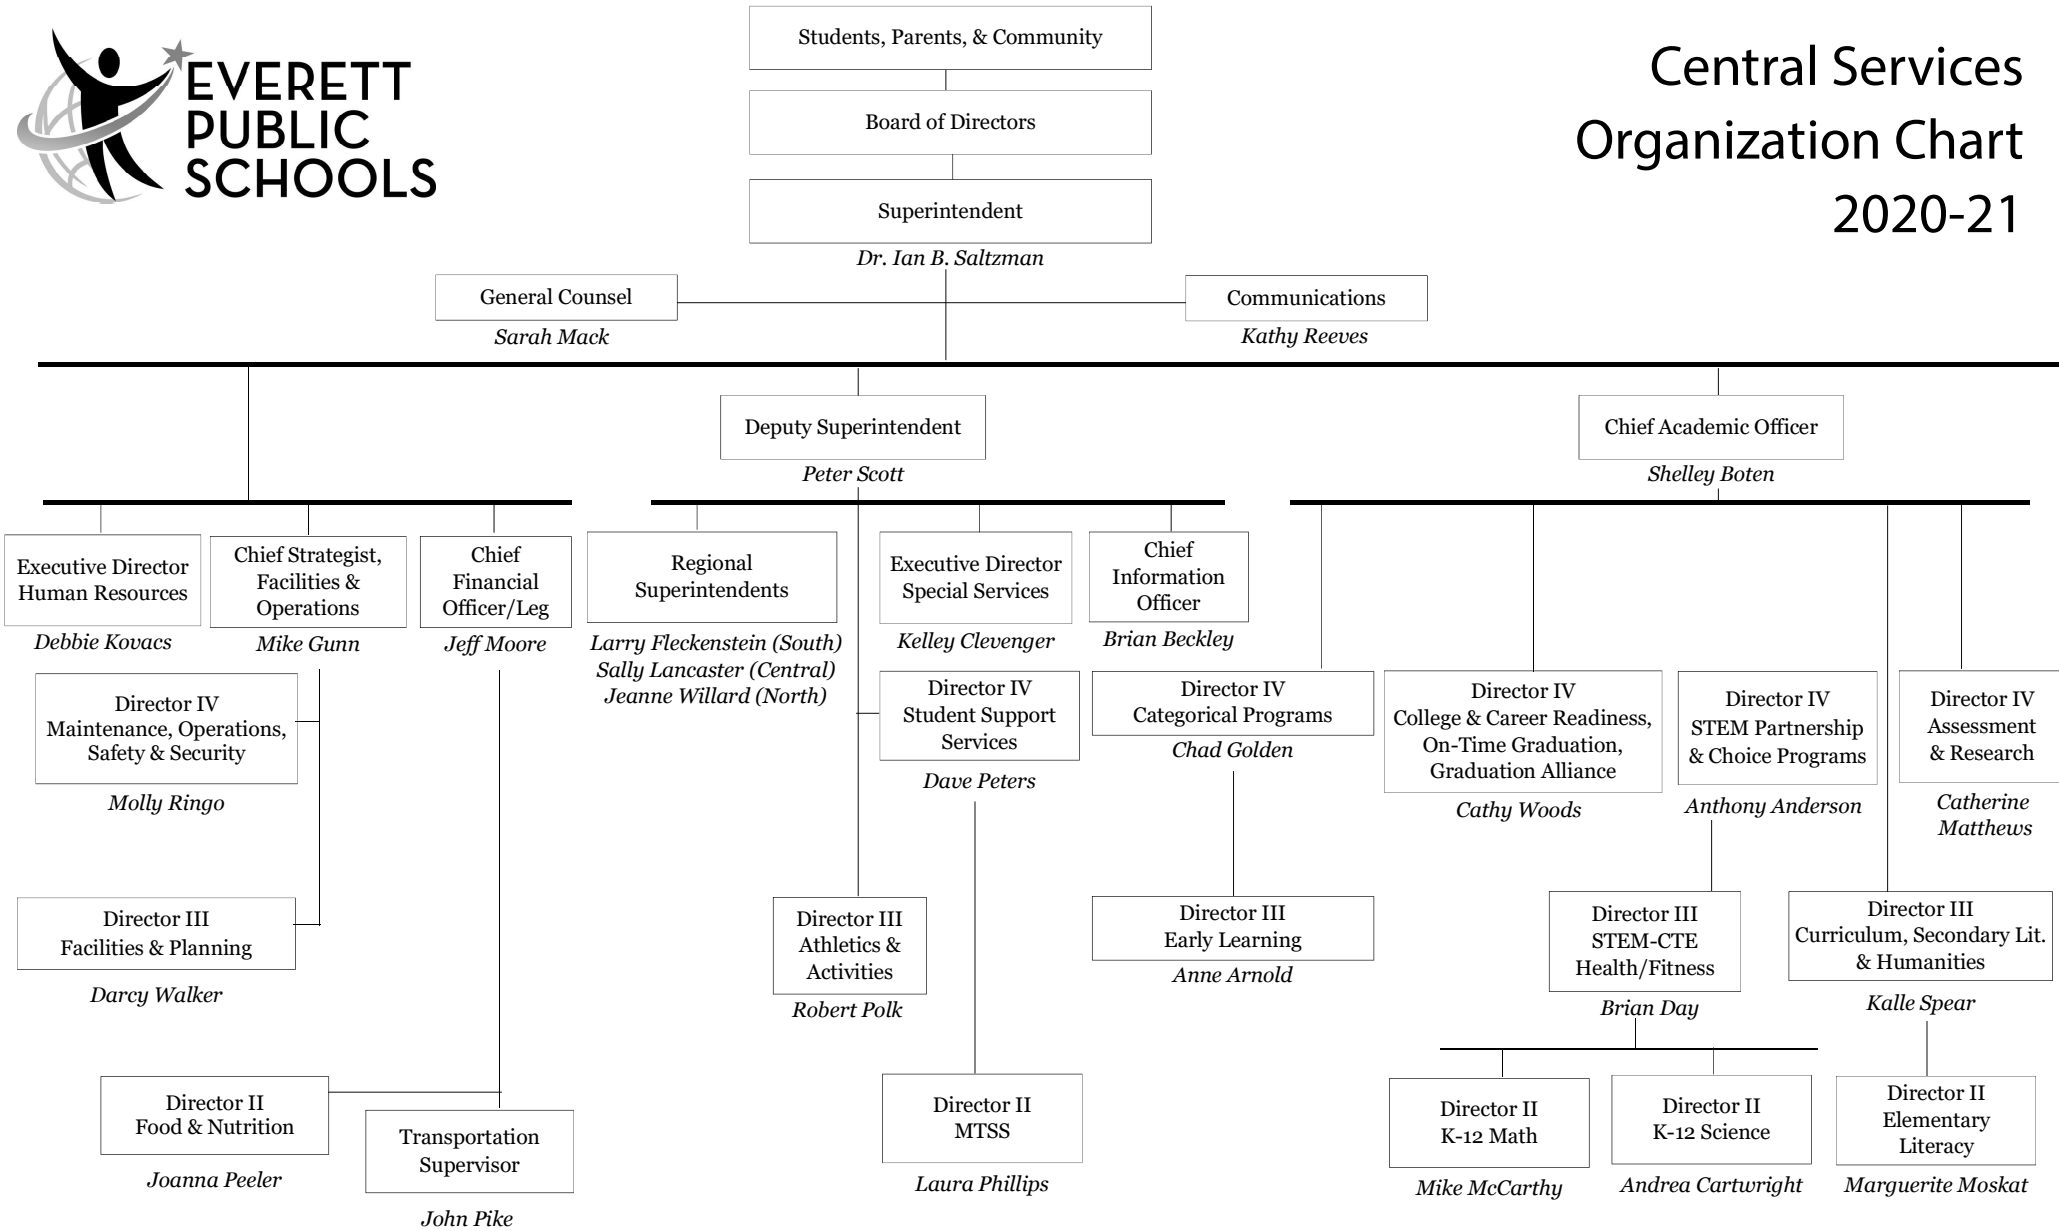 EVERETT
PUBLIC
SCHOOLS
Central Services
Organization Chart
2020-21
Students, Parents, & Community
Board of Directors
Superintendent
Dr. Ian B. Saltzman
General Counsel
Sarah Mack
Communications
Kathy Reeves
Deputy Superintendent
Peter Scott
Chief Academic Officer
Shelley Boten
Executive Director
Human Resources
Debbie Kovacs
Chief Strategist,
Facilities &
Operations
Mike Gunn
Chief
Financial
Officer/Leg
Jeff Moore
Regional
Superintendents
Larry Fleckenstein (South)
Sally Lancaster (Central)
Jeanne Willard (North)
Executive Director
Special Services
Kelley Clevenger
Chief
Information
Officer
Brian Beckley
Director IV
Maintenance, Operations,
Safety & Security
Molly Ringo
Director IV
Student Support
Services
Dave Peters
Director IV
Categorical Programs
Chad Golden
Director IV
College & Career Readiness,
On-Time Graduation,
Graduation Alliance
Cathy Woods
Director IV
STEM Partnership
& Choice Programs
Anthony Anderson
Director IV
Assessment
& Research
Catherine
Matthews
Director III
Facilities & Planning
Darcy Walker
Director III
Athletics &
Activities
Robert Polk
Director III
Early Learning
Anne Arnold
Director III
STEM-CTE
Health/Fitness
Brian Day
Director III
Curriculum, Secondary Lit.
& Humanities
Kalle Spear
Director II
Food & Nutrition
Joanna Peeler
Transportation
Supervisor
John Pike
Director II
MTSS
Laura Phillips
Director II
K-12 Math
Mike McCarthy
Director II
K-12 Science
Andrea Cartwright
Director II
Elementary
Literacy
Marguerite Moskat